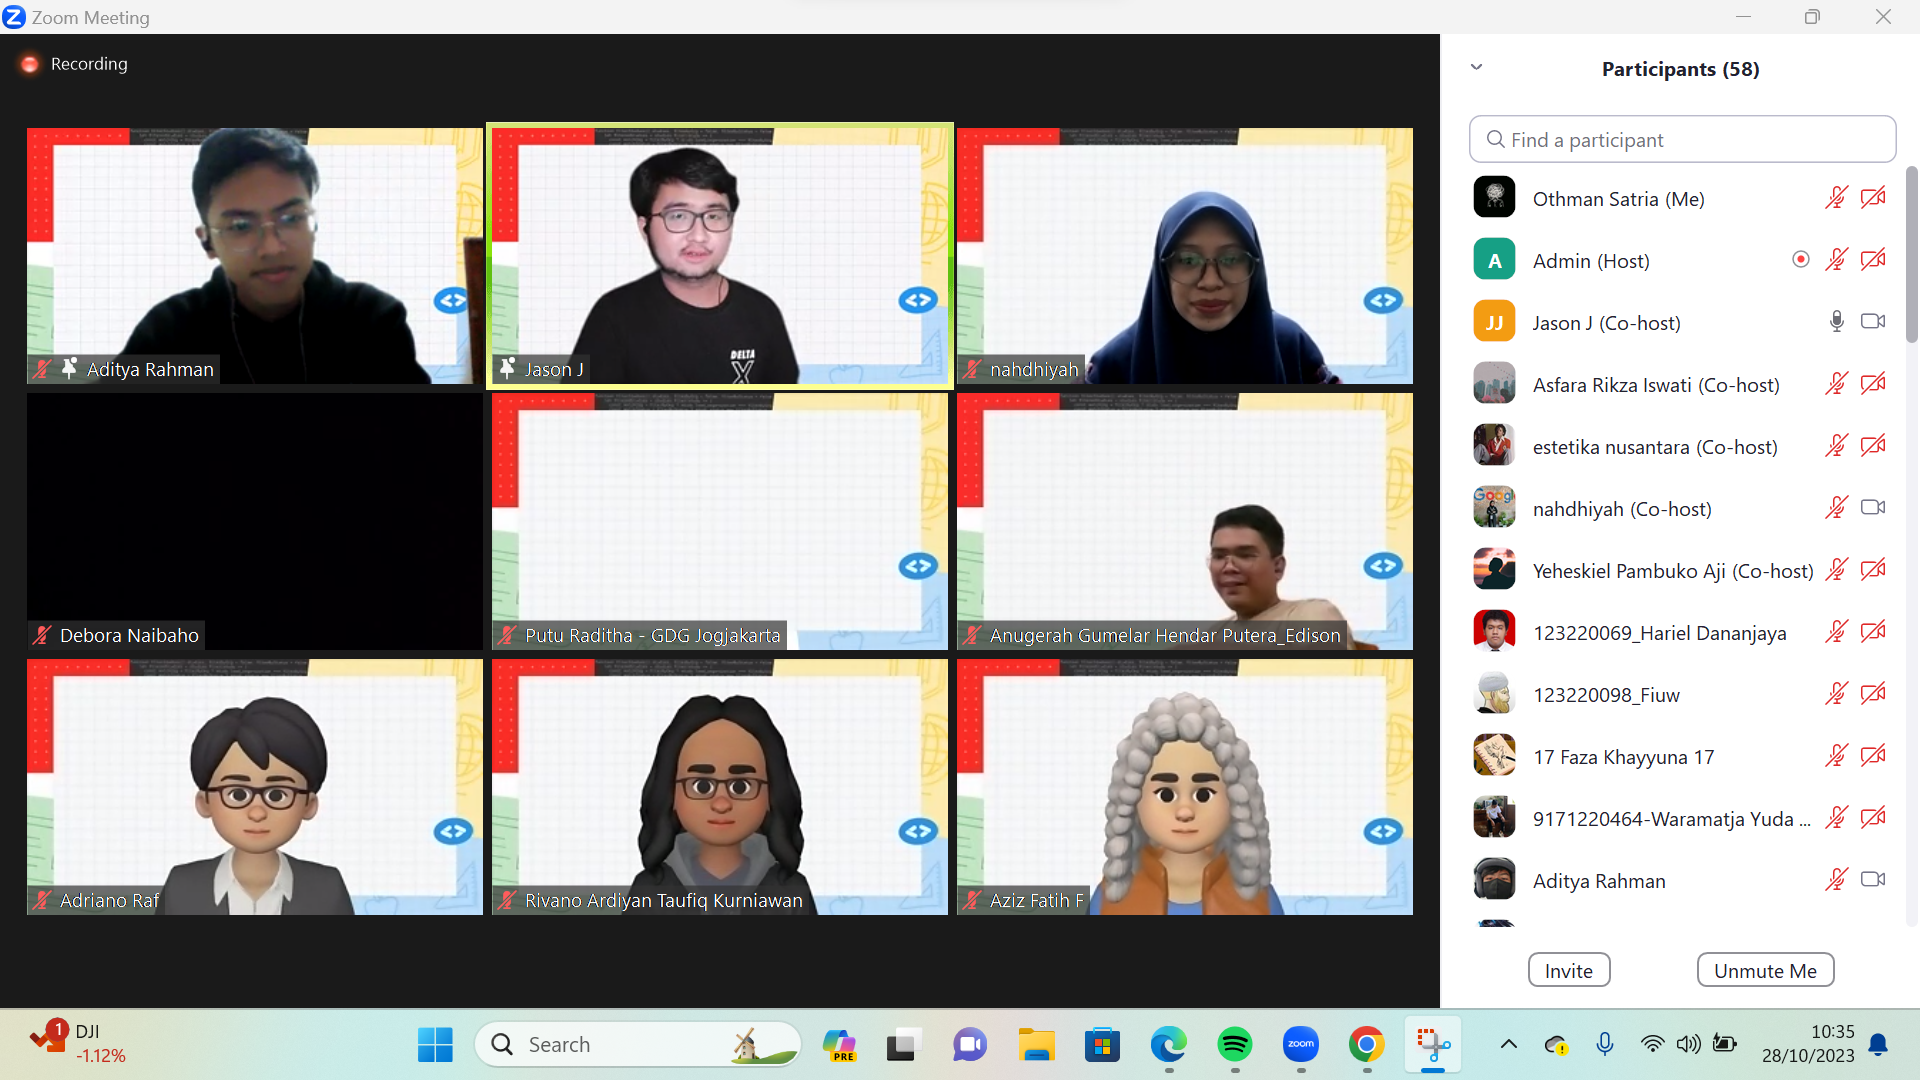 Zoom Meeting
Recording
Aditya Rahman
Jason J
DELTA
X
nahdhiyah
Debora Naibaho
Putu Raditha - GDG Jogjakarta
Anugerah Gumelar Hendar Putera_Edison
Adriano Raf
Rivano Ardiyan Taufiq Kurniawan
Aziz Fatih F
Participants (58)
Find a participant
Othman Satria (Me)
A
Admin (Host)
JJ
Jason J (Co-host)
Asfara Rikza Iswati (Co-host)
estetika nusantara (Co-host)
nahdhiyah (Co-host)
Yeheskiel Pambuko Aji (Co-host)
123220069_Hariel Dananjaya
123220098_Fiuw
17 Faza Khayyuna 17
9171220464-Waramatja Yuda ...
Aditya Rahman
Invite
Unmute Me
1
DJI
-1.12%
Search
PRE
zoom
10:35
28/10/2023